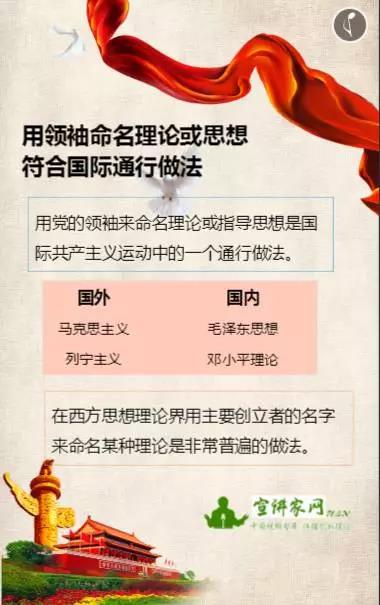 用领袖命名理论或思想
符合国际通行做法
用党的领袖来命名理论或指导思想是国
际共产主义运动中的一个通行做法。
国外 国内
马克思主义 毛泽东思想
列宁主义 邓小平理论
在西方思想理论界用主要创立者的名字
来命名某种理论是非常普遍的做法。
宣讲家网